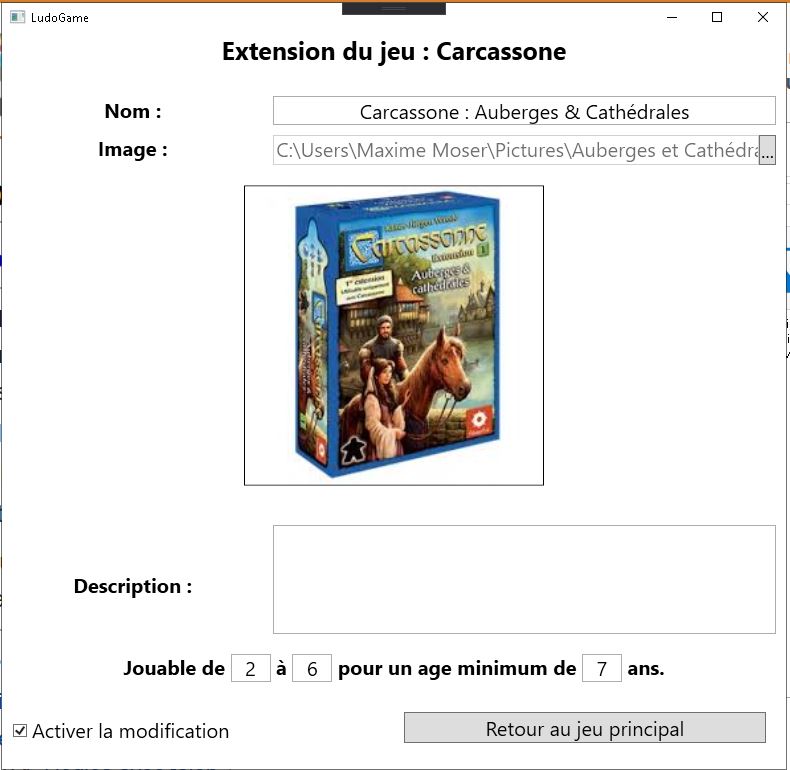 LudoGame
Extension du jeu : Carcassone
Nom :
Carcassone : Auberges & Cathédrales
Image :
C:\Users\Maxime Moser\Pictures\Auberges et Cathédra
...
Carcassonne
Extension 1
Auberges &
cathédrales
1re extension
Description :
Jouable de 2 à 6 pour un age minimum de 7 ans.
Activer la modification
Retour au jeu principal